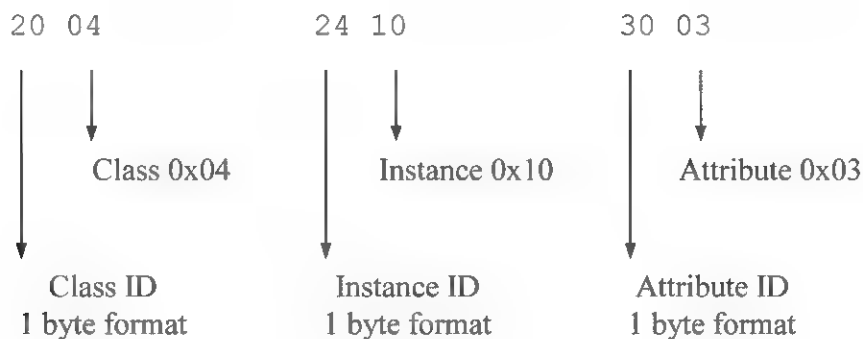 20 04 24 10 30 03
Class 0x04 Instance 0x10 Attribute 0x03
Class ID Instance ID Attribute ID
1 byte format 1 byte format 1 byte format